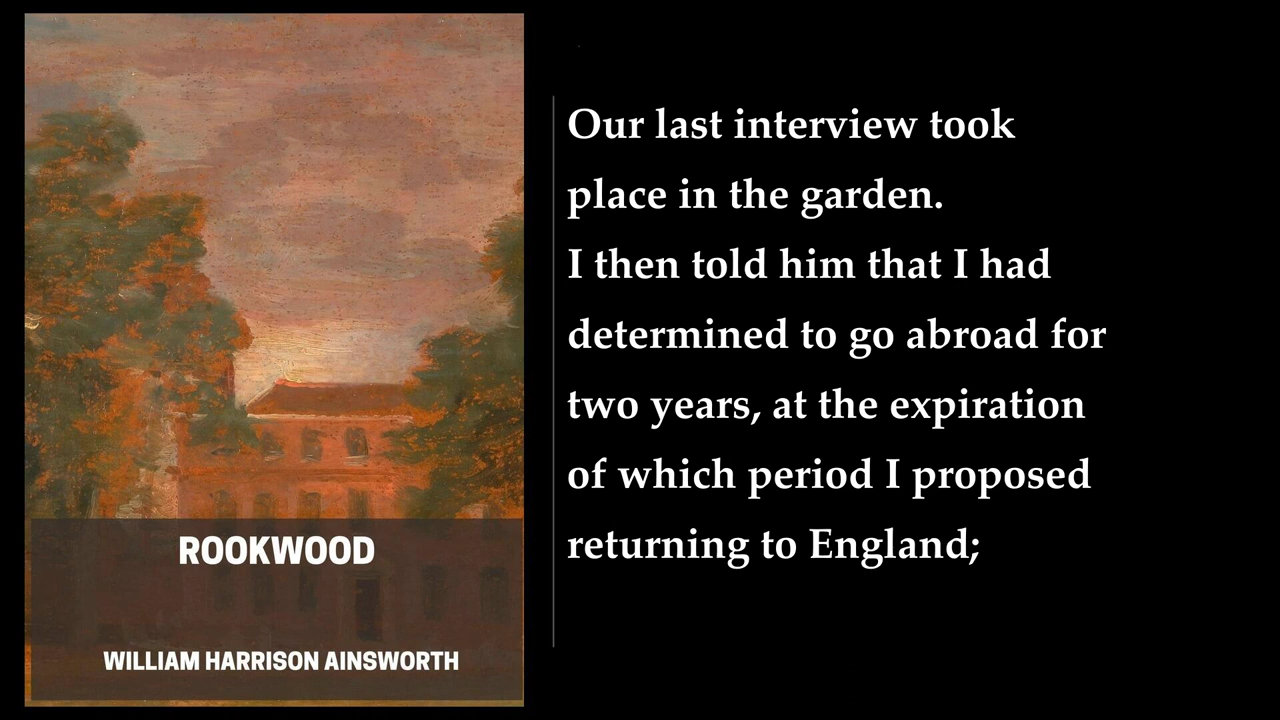 Our last interview took
place in the garden.
I then told him that I had
determined to go abroad for
two years, at the expiration
of which period I proposed
returning to England;
ROOKWOOD
WILLIAM HARRISON AINSWORTH